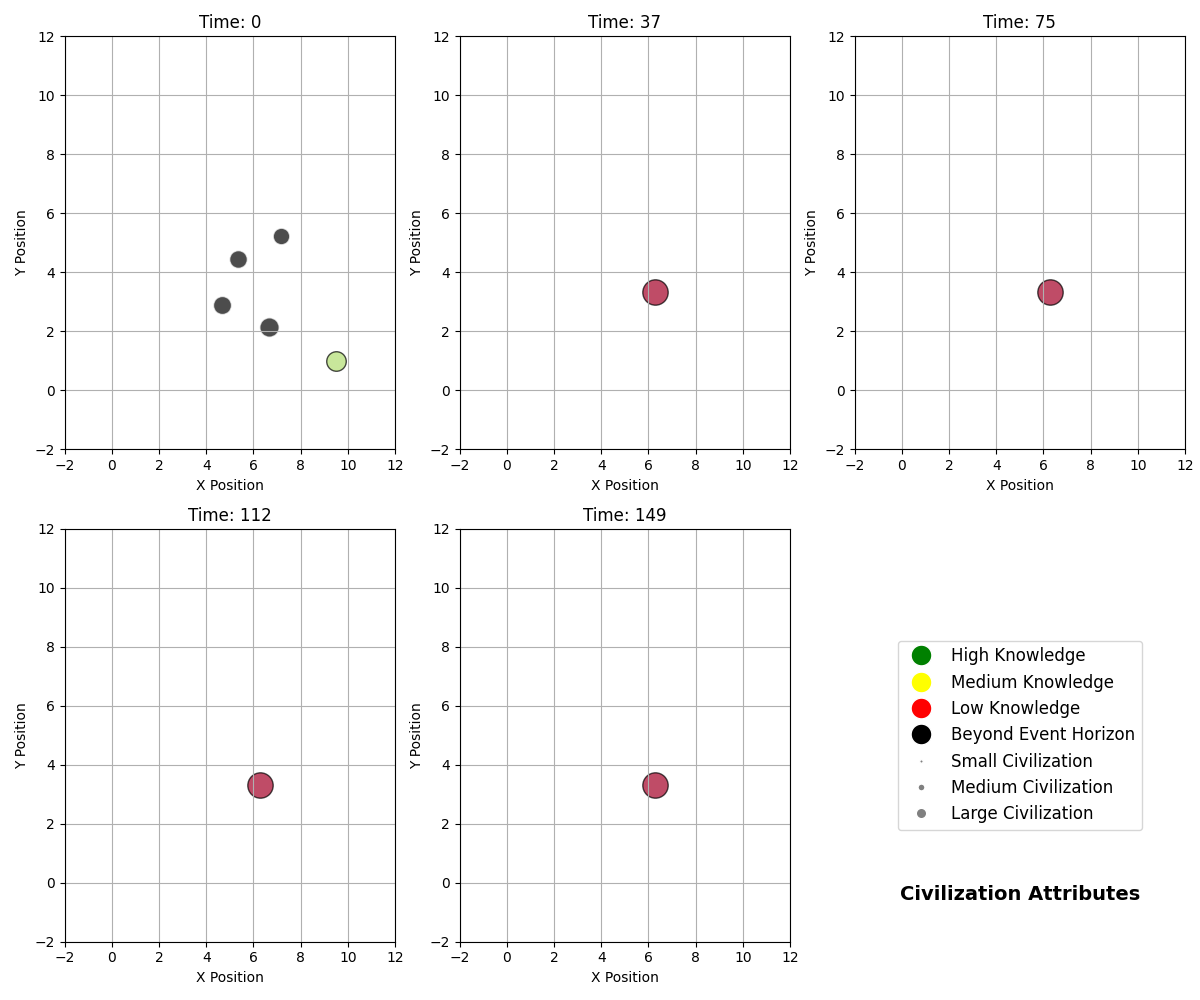 Time: 0
12
10
8
6
4
2
0
−2
Y Position
−2 0 2 4 6 8 10 12
X Position
Time: 37
12
10
8
6
4
2
0
−2
Y Position
−2 0 2 4 6 8 10 12
X Position
Time: 75
12
10
8
6
4
2
0
−2
Y Position
−2 0 2 4 6 8 10 12
X Position
Time: 112
12
10
8
6
4
2
0
−2
Y Position
−2 0 2 4 6 8 10 12
X Position
Time: 149
12
10
8
6
4
2
0
−2
Y Position
−2 0 2 4 6 8 10 12
X Position
High Knowledge
Medium Knowledge
Low Knowledge
Beyond Event Horizon
Small Civilization
Medium Civilization
Large Civilization
Civilization Attributes